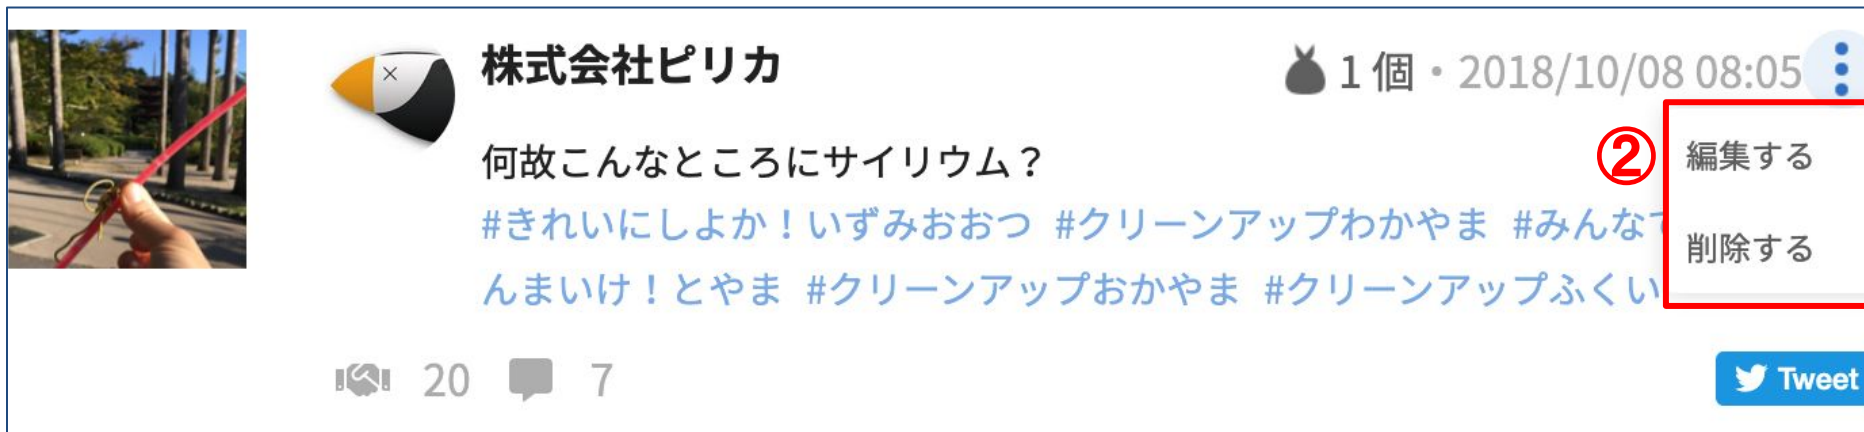 株式会社ピリカ
1 個・2018/10/08 08:05
何故こんなところにサイリウム？
② 編集する
#きれいにしよか！いずみおおつ #クリーンアップわかやま #みんなで
削除する
んまいけ！とやま #クリーンアップおかやま #クリーンアップふくい
20 7
Tweet